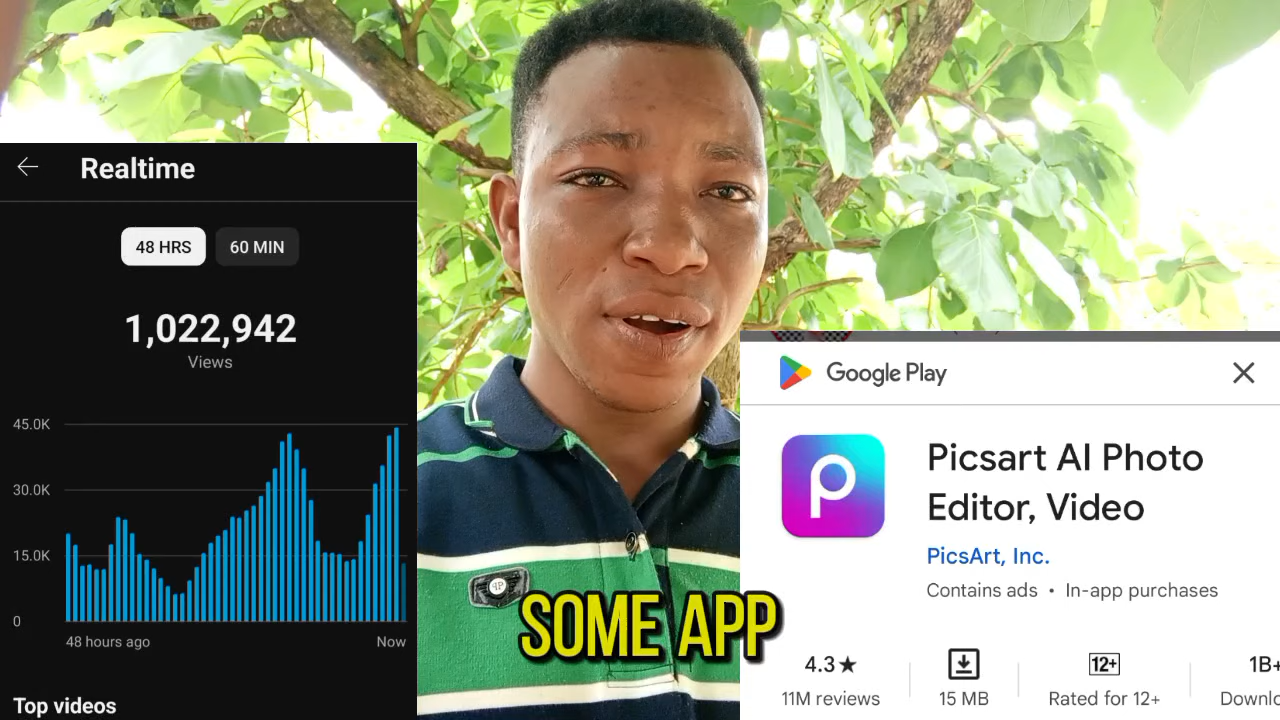 Realtime
48 HRS
60 MIN
1,022,942
Views
45.0K
30.0K
15.0K
0
48 hours ago
Now
Top videos
SOME APP
Google Play
Picsart AI Photo
Editor, Video
PicsArt, Inc.
Contains ads • In-app purchases
4.3★
11M reviews
15 MB
12+
Rated for 12+
1B+